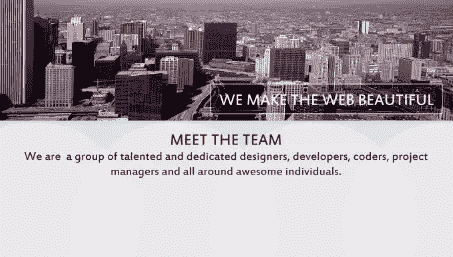 WE MAKE THE WEB BEAUTIFUL
MEET THE TEAM
We are a group of talented and dedicated designers, developers, coders, project
managers and all around awesome individuals.